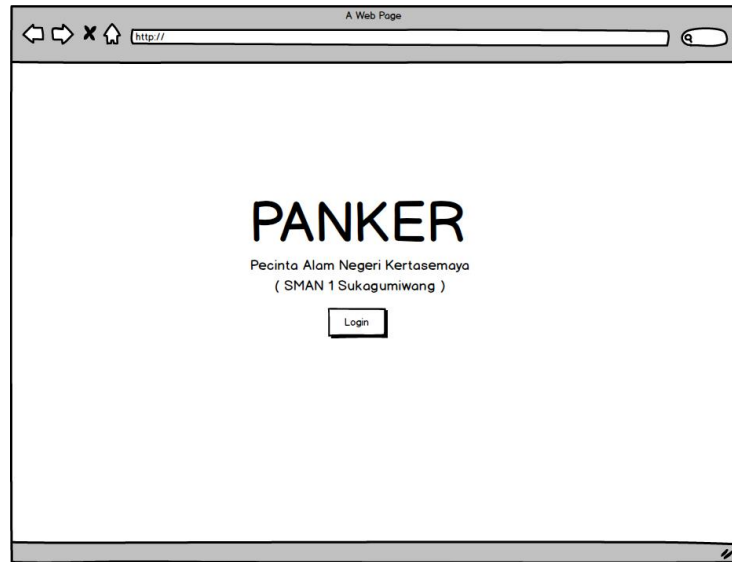 A Web Page
http://
PANKER
Pecinta Alam Negeri Kertasemaya
( SMAN 1 Sukagumiwang )
Login